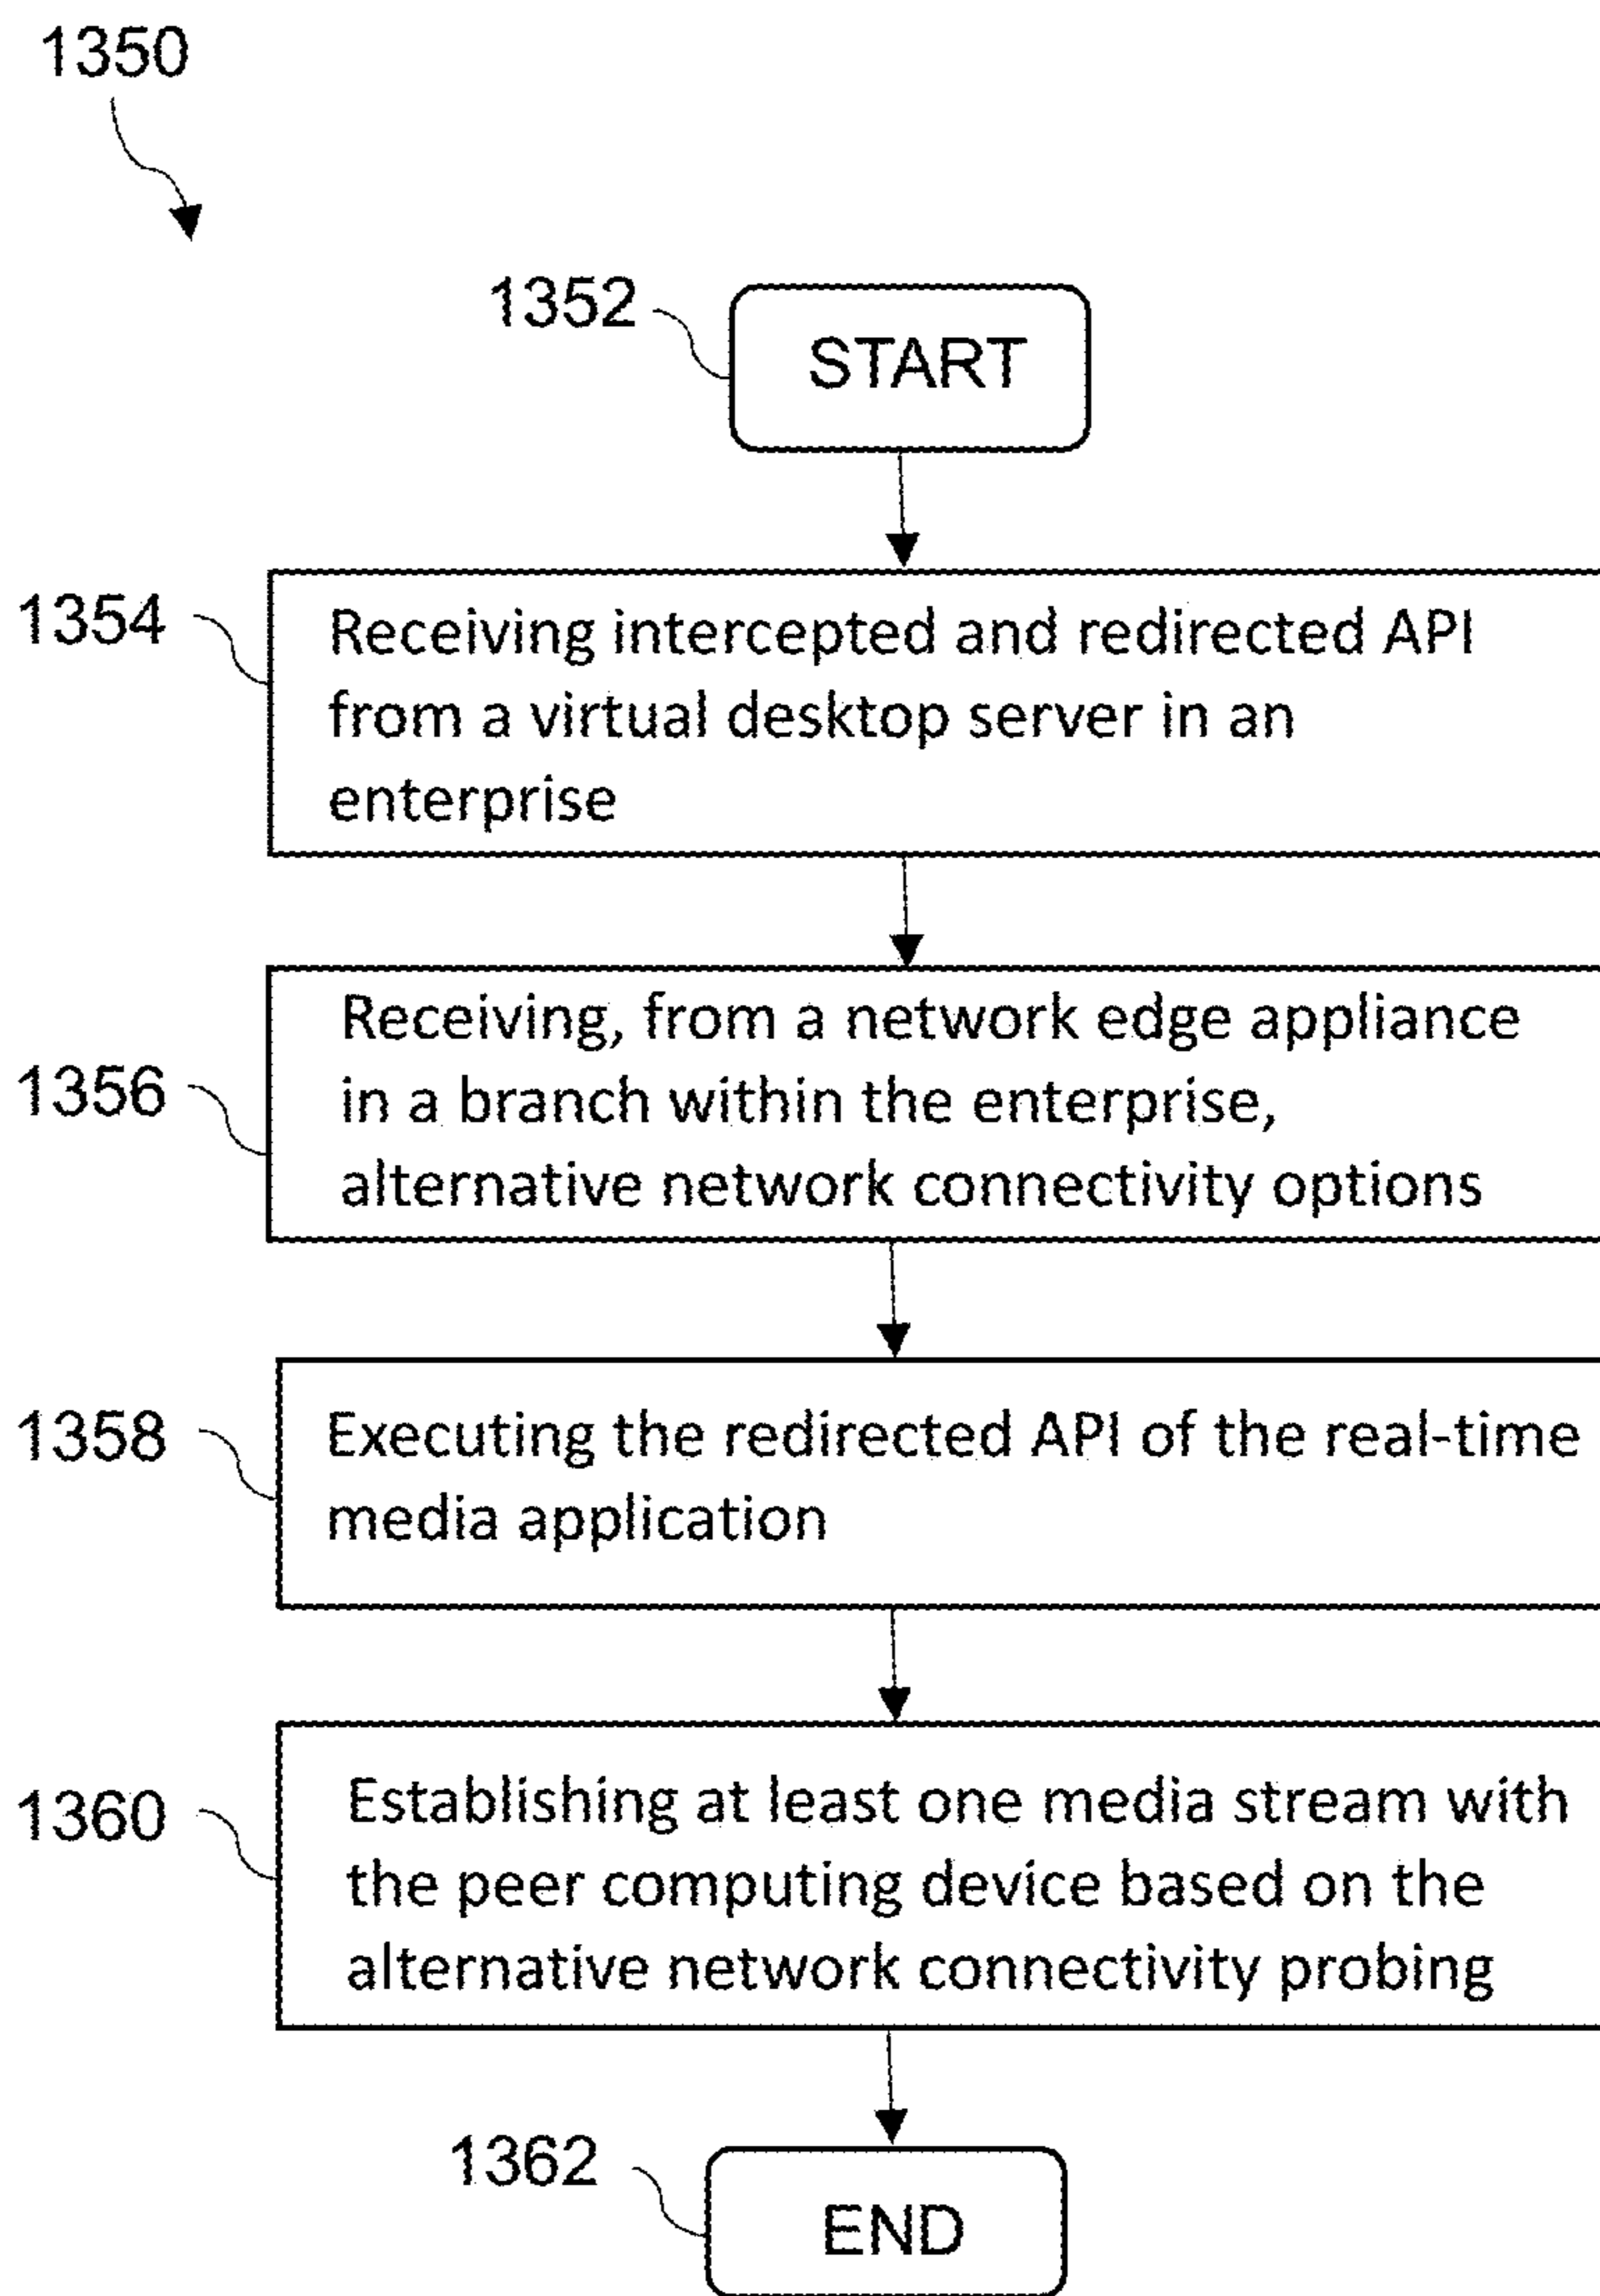 1350
1352
START
1354
Receiving intercepted and redirected API
from a virtual desktop server in an
enterprise
1356
Receiving, from a network edge appliance
in a branch within the enterprise,
alternative network connectivity options
1358
Executing the redirected API of the real-time
media application
1360
Establishing at least one media stream with
the peer computing device based on the
alternative network connectivity probing
1362
END